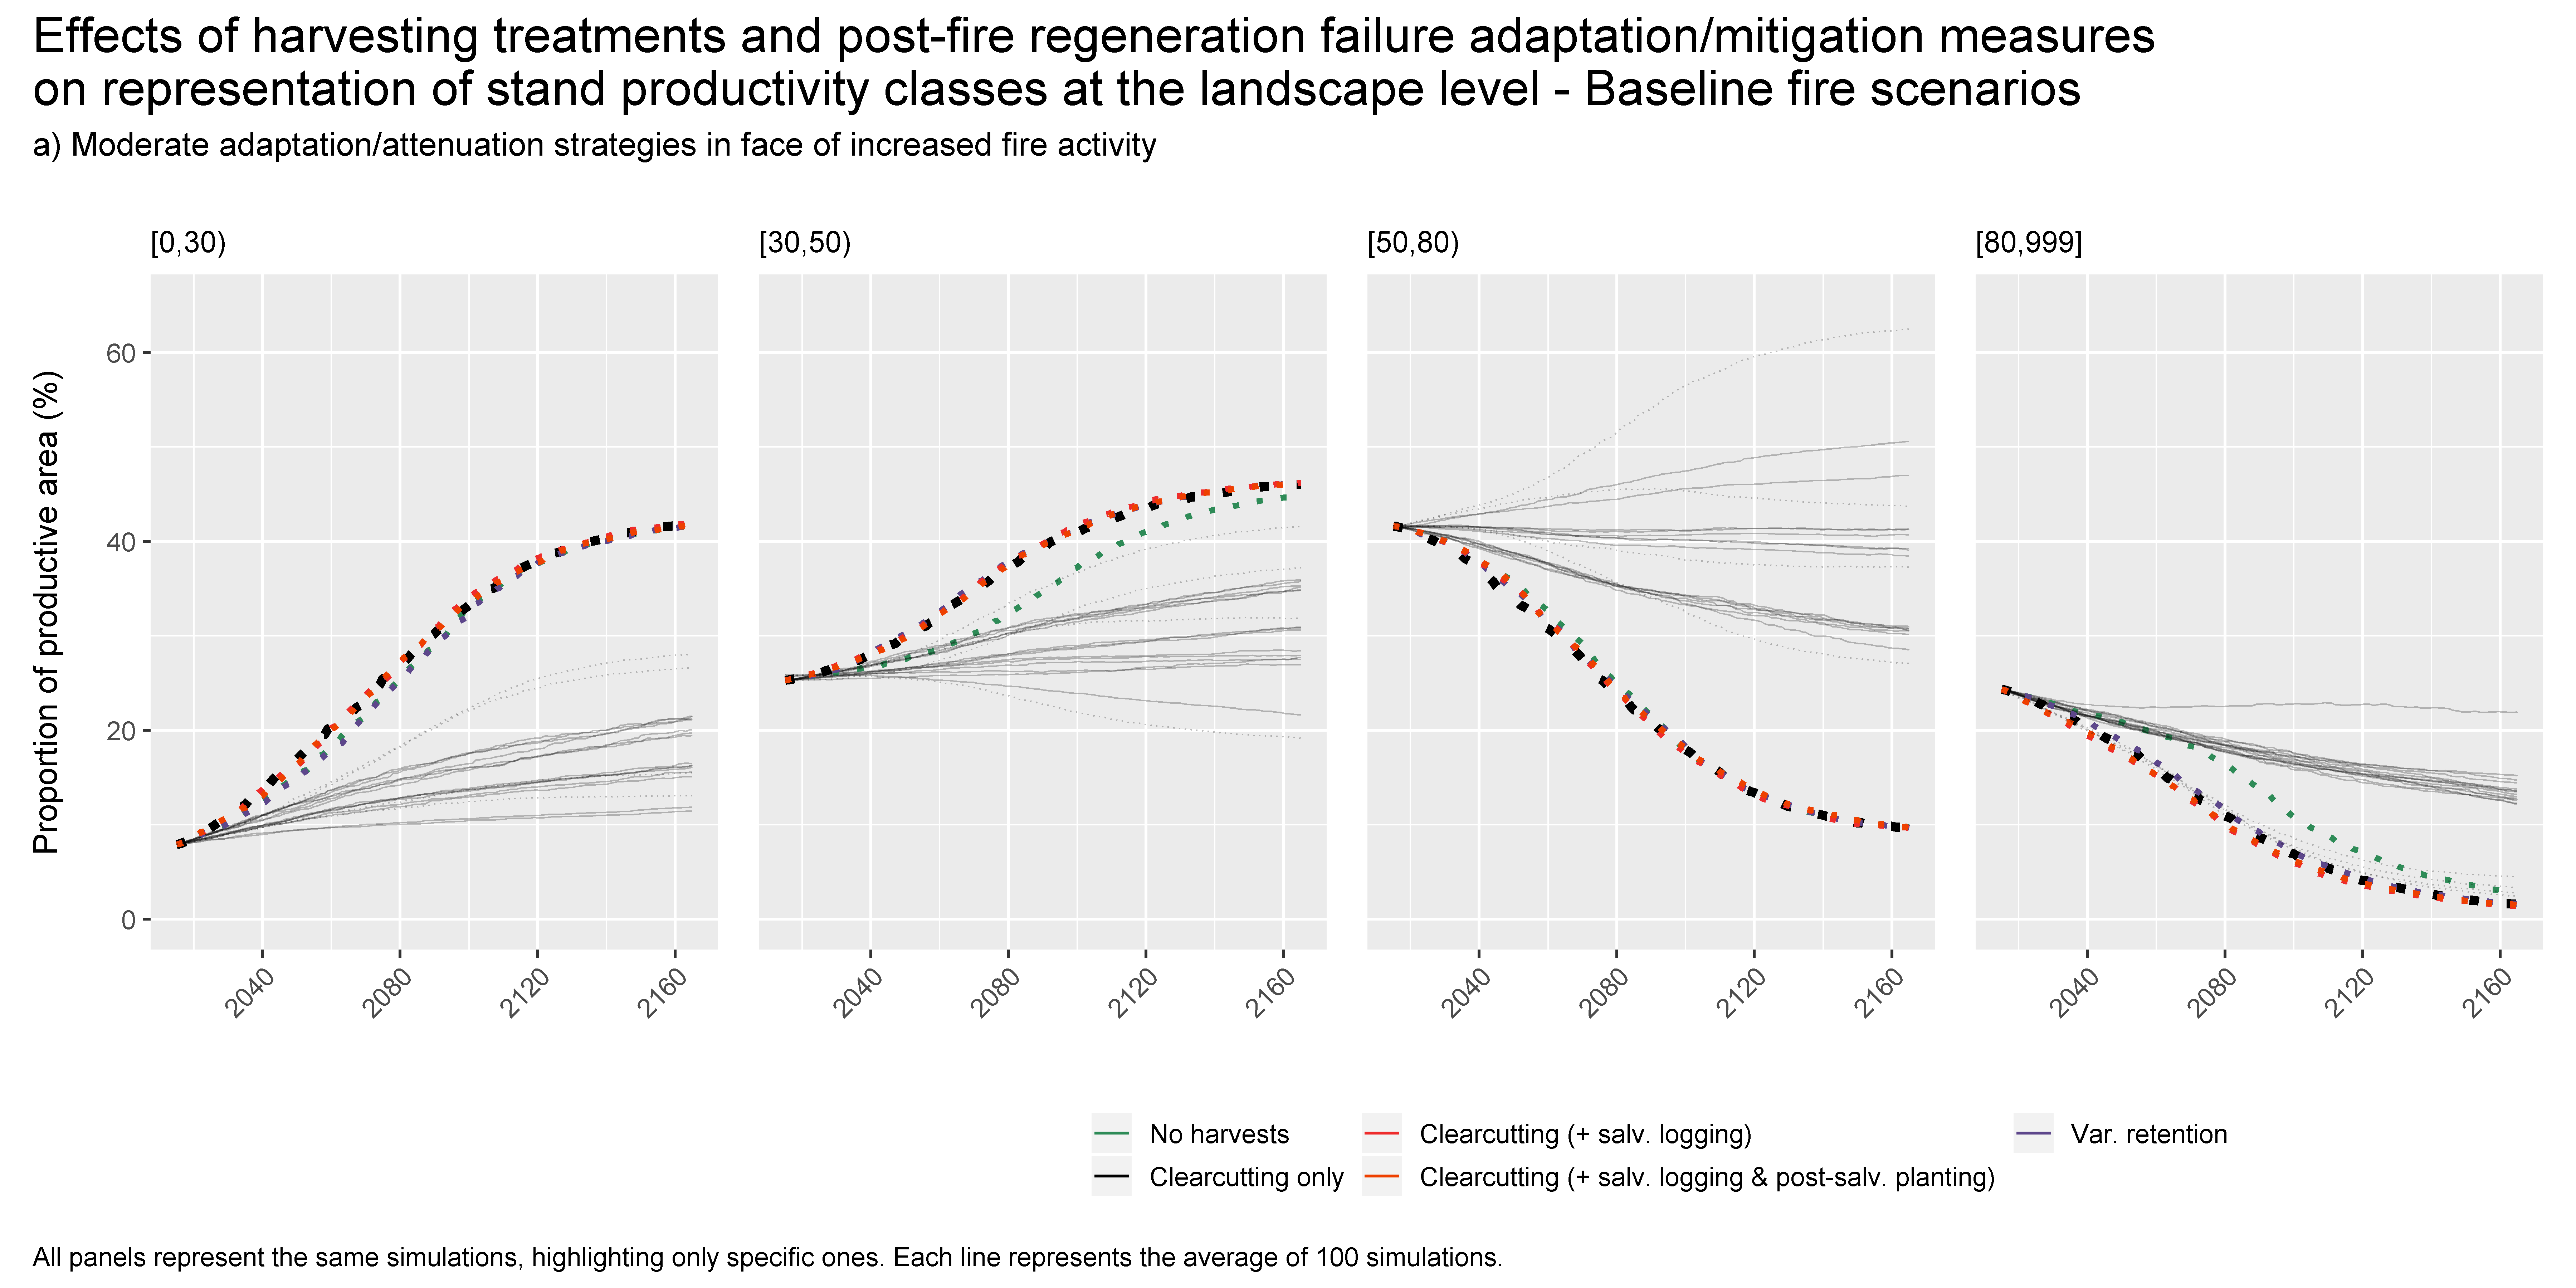 Effects of harvesting treatments and post-fire regeneration failure adaptation/mitigation measures
on representation of stand productivity classes at the landscape level - Baseline fire scenarios
a) Moderate adaptation/attenuation strategies in face of increased fire activity
[0,30)
[30,50)
[50,80)
[80,999]
Proportion of productive area (%)
60
40
20
0
2040 2080 2120 2160
2040 2080 2120 2160
2040 2080 2120 2160
2040 2080 2120 2160
No harvests
Clearcutting (+ salv. logging)
Var. retention
Clearcutting only
Clearcutting (+ salv. logging & post-salv. planting)
All panels represent the same simulations, highlighting only specific ones. Each line represents the average of 100 simulations.